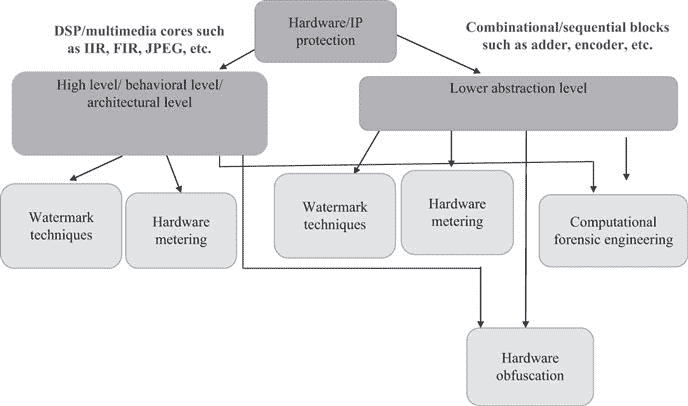 DSP/multimedia cores such
as IIR, FIR, JPEG, etc.
Hardware/IP
protection
Combinational/sequential blocks
such as adder, encoder, etc.
High level/ behavioral level/
architectural level
Lower abstraction level
Watermark
techniques
Hardware
metering
Watermark
techniques
Hardware
metering
Computational
forensic engineering
Hardware
obfuscation